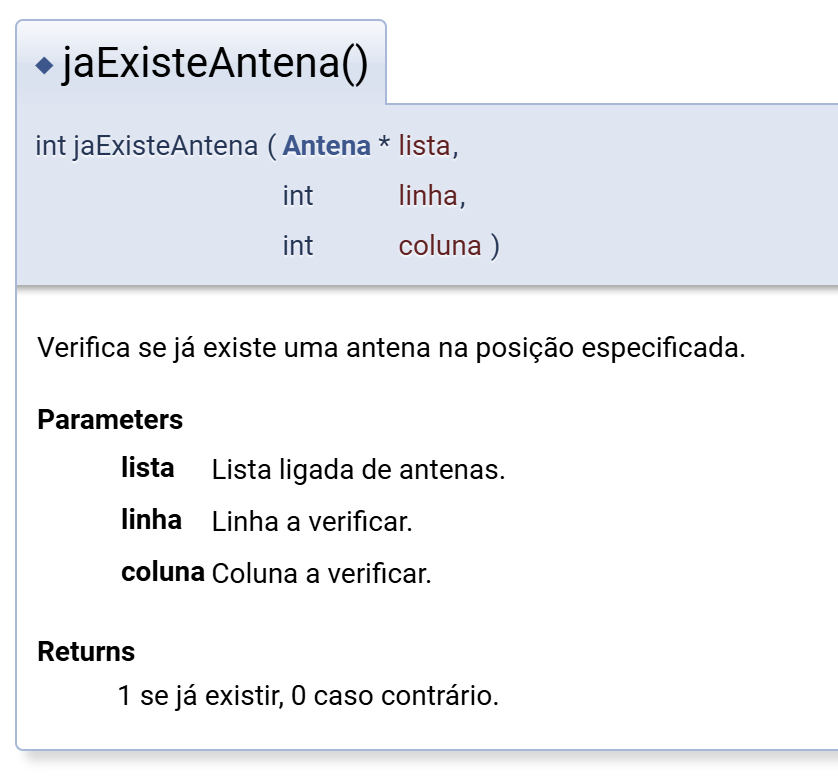 ◆ jaExisteAntena()
int jaExisteAntena ( Antena * lista,
int linha,
int coluna )
Verifica se já existe uma antena na posição especificada.
Parameters
lista Lista ligada de antenas.
linha Linha a verificar.
coluna Coluna a verificar.
Returns
1 se já existir, 0 caso contrário.